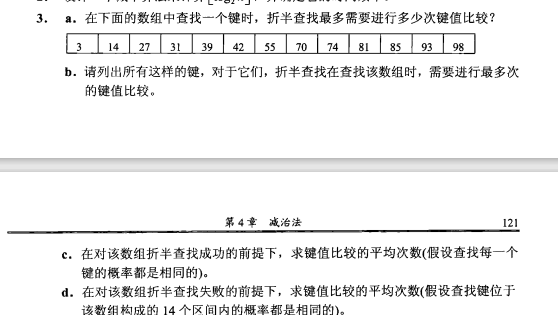 3. a. 在下面的数组中查找一个键时，折半查找最多需要进行多少次键值比较？
3 14 27 31 39 42 55 70 74 81 85 93 98
b. 请列出所有这样的键，对于它们，折半查找在查找该数组时，需要进行最多次
的键值比较。
第 4 章 减治法 121
c. 在对该数组折半查找成功的前提下，求键值比较的平均次数(假设查找每一个
键的概率都是相同的)。
d. 在对该数组折半查找失败的前提下，求键值比较的平均次数(假设查找键位于
该数组构成的 14 个区间内的概率都是相同的)。